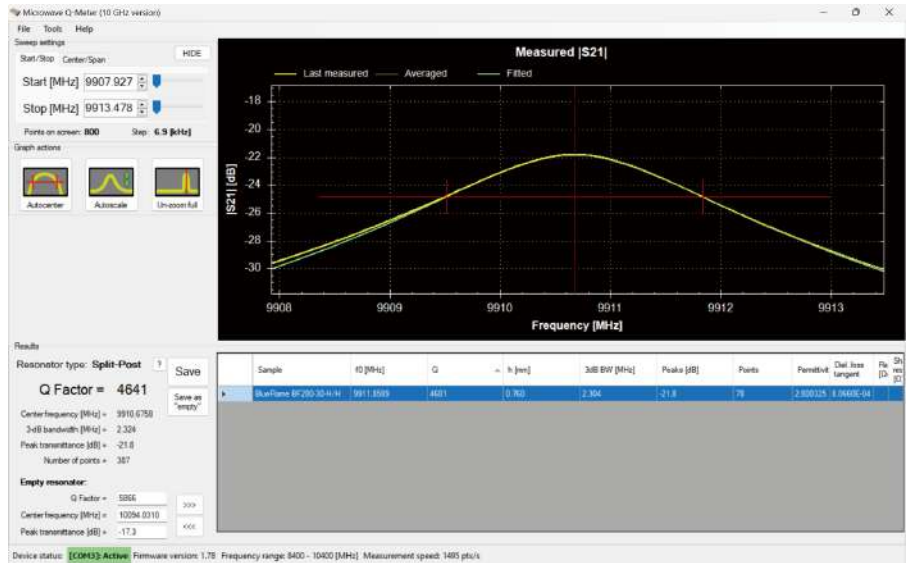 Microwave Q-Meter (10 GHz version)
File Tools Help
Sweep settings
Start/Stop Center/Span
HIDE
Start [MHz] 9907.927
Stop [MHz] 9913.478
Points on screen: 800 Step: 6.9 [kHz]
Graph actions
Autocenter Autoscale Un-zoom full
Measured |S21|
Last measured Averaged Fitted
|S21| [dB]
-18
-20
-22
-24
-26
-28
-30
9908 9909 9910 9911 9912 9913
Frequency [MHz]
Results
Resonator type: Split-Post ? Save
Q Factor = 4641
Save as "empty"
Center frequency [MHz] = 9910.6758
3-dB bandwidth [MHz] = 2.324
Peak transmittance [dB] = -21.8
Number of points = 387
Empty resonator:
Q Factor = 5866
Center frequency [MHz] = 10094.0310
Peak transmittance [dB] = -17.3
>>>
<<<
Sample f0 [MHz] Q h [mm] 3dB BW [MHz] Peaks [dB] Points Permittivit Diel. loss tangent
9911.8589 4601 0.760 2.304 -21.8 78
Device status: [COM3]: Active Firmware version: 1.78 Frequency range: 8400 - 10400 [MHz] Measurement speed: 1495 pts/s